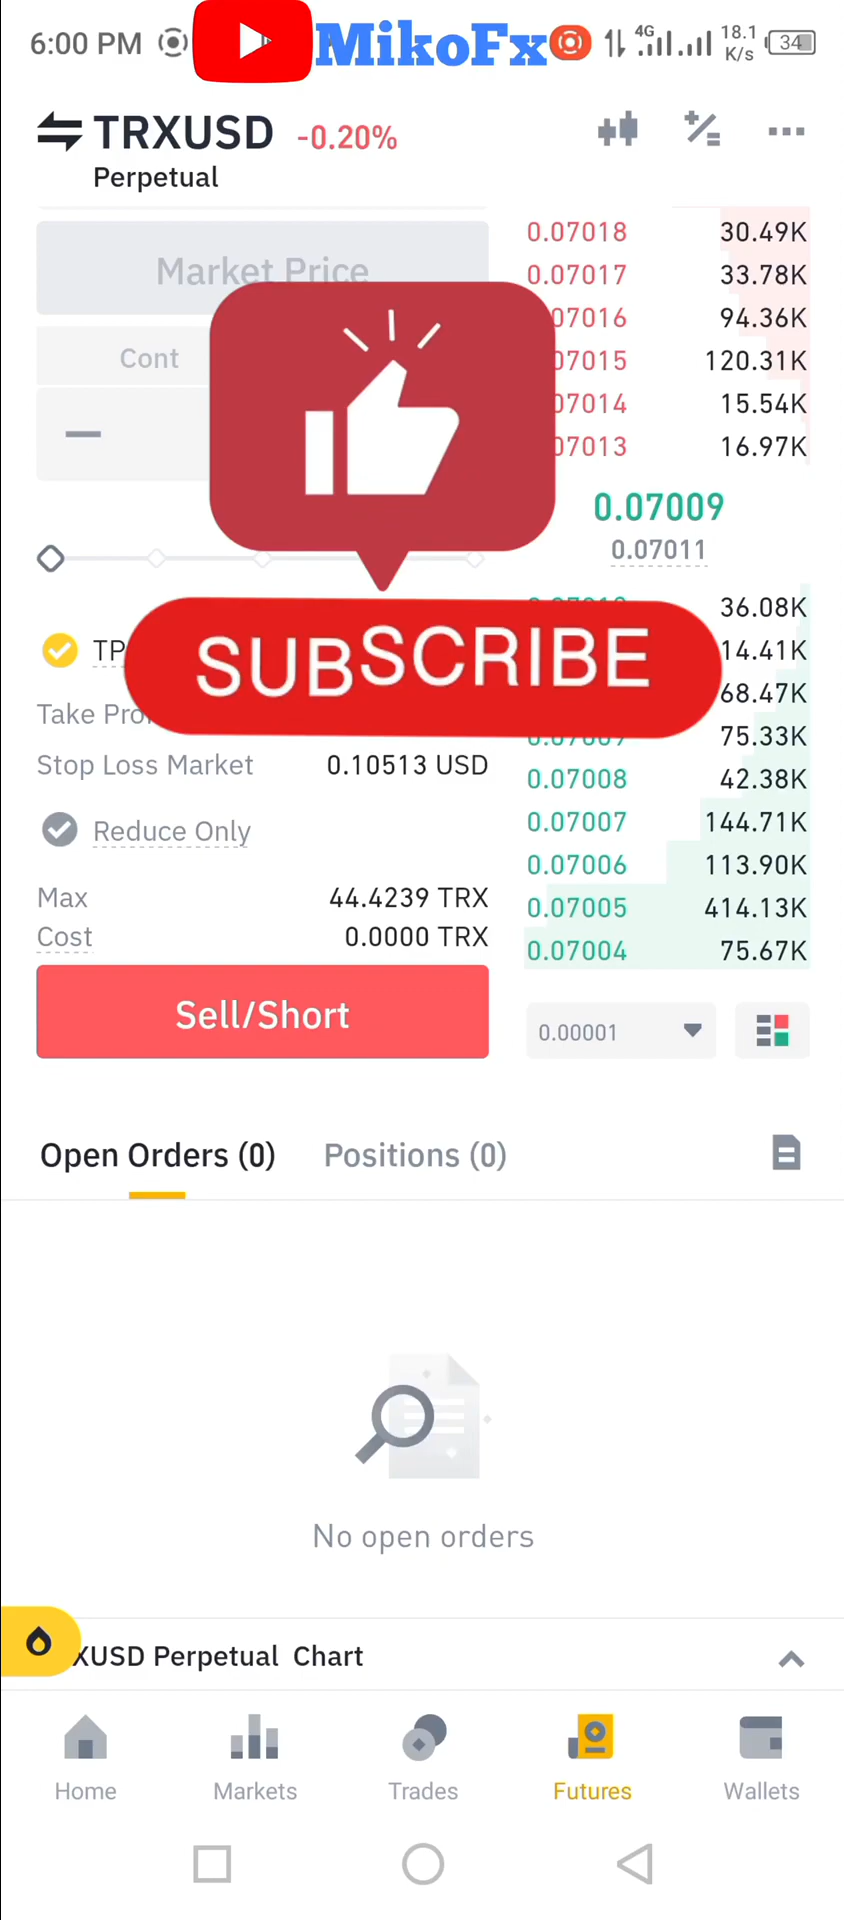 6:00 PM
MikoFx
4G
18.1
K/s
34
TRXUSD -0.20%
Perpetual
Market Price
Cont
TP
Take
Stop Loss Market 0.10513 USD
Reduce Only
Max 44.4239 TRX
Cost 0.0000 TRX
Sell/Short
0.07018 30.49K
0.07017 33.78K
07016 94.36K
07015 120.31K
07014 15.54K
07013 16.97K
0.07009
0.07011
36.08K
14.41K
68.47K
75.33K
0.07008 42.38K
0.07007 144.71K
0.07006 113.90K
0.07005 414.13K
0.07004 75.67K
0.00001
SUBSCRIBE
Open Orders (0) Positions (0)
No open orders
XUSD Perpetual Chart
Home Markets Trades Futures Wallets